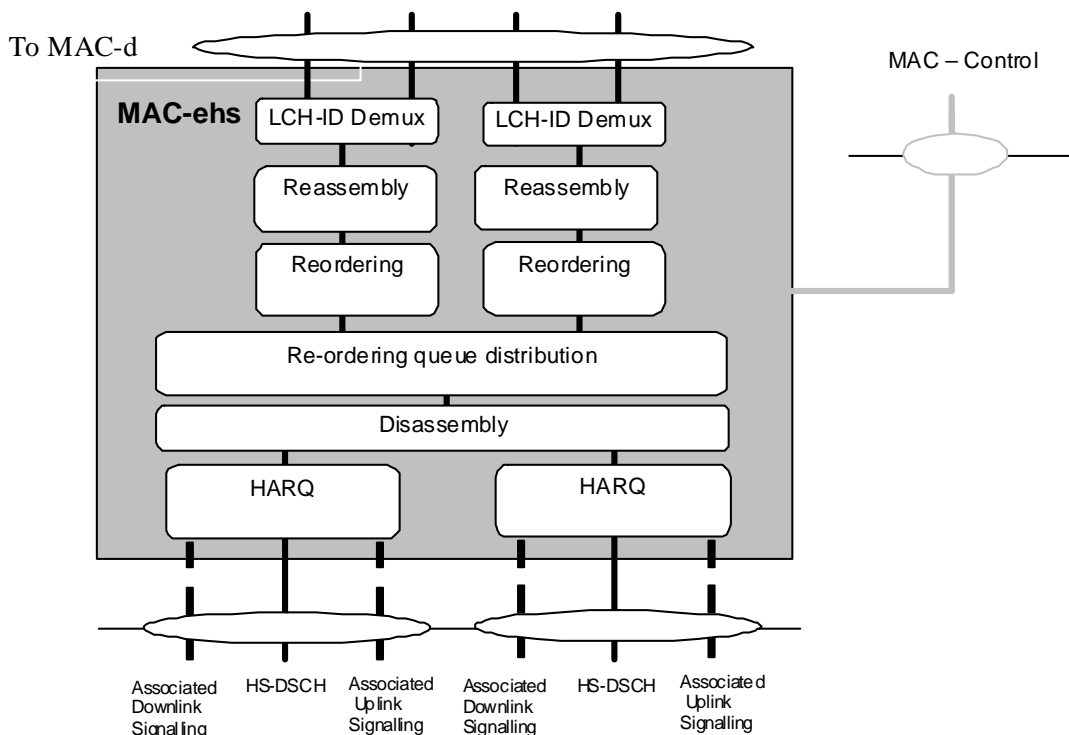 To MAC-d
MAC – Control
MAC-ehs
LCH-ID Demux
LCH-ID Demux
Reassembly
Reassembly
Reordering
Reordering
Re-ordering queue distribution
Disassembly
HARQ
HARQ
Associated
Downlink
Signalling
HS-DSCH
Associated
Uplink
Signalling
Associated
Downlink
Signalling
HS-DSCH
Associated
Uplink
Signalling